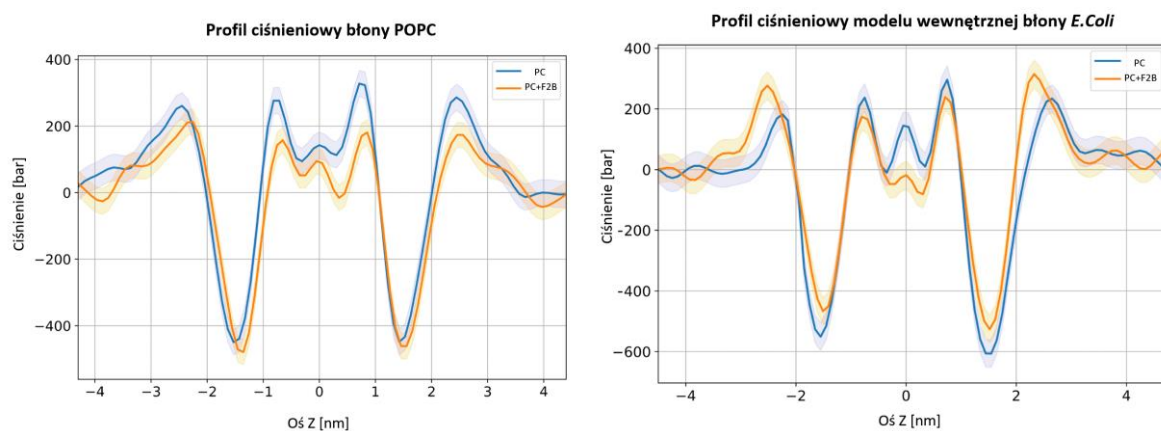 Profil ciśnieniowy błony POPC
400
200
0
−200
−400
Ciśnienie [bar]
−4
−3
−2
−1
0
1
2
3
4
Oś Z [nm]
PC
PC+F2B
Profil ciśnieniowy modelu wewnętrznej błony E.Coli
400
200
0
-200
-400
−600
Ciśnienie [bar]
−4
−2
0
2
4
Oś Z [nm]
PC
PC+F2B